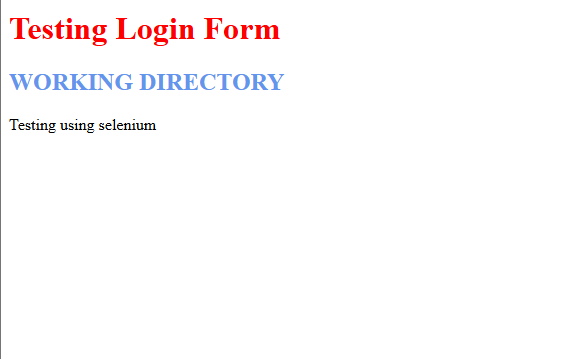 Testing Login Form
WORKING DIRECTORY
Testing using selenium